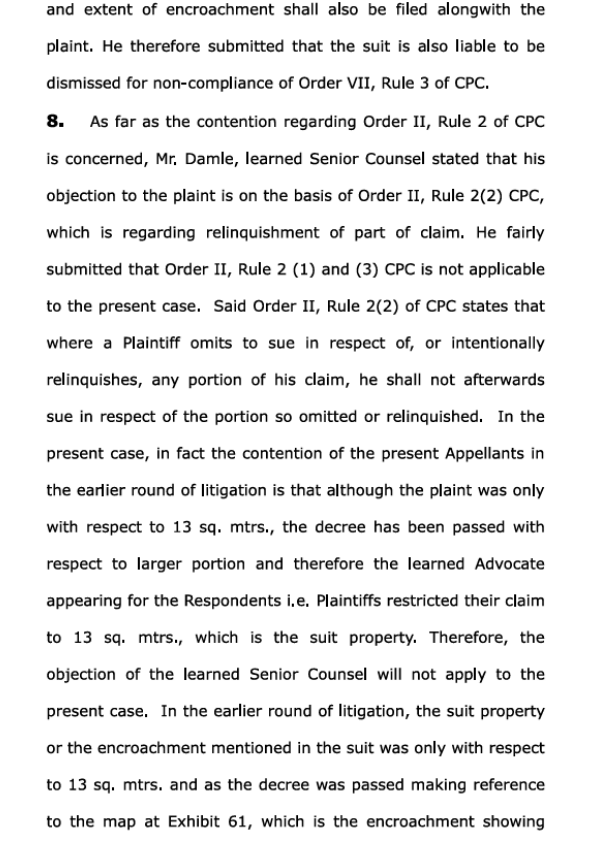 and extent of encroachment shall also be filed alongwith the
plaint. He therefore submitted that the suit is also liable to be
dismissed for non-compliance of Order VII, Rule 3 of CPC.
8. As far as the contention regarding Order II, Rule 2 of CPC
is concerned, Mr. Damle, learned Senior Counsel stated that his
objection to the plaint is on the basis of Order II, Rule 2(2) CPC,
which is regarding relinquishment of part of claim. He fairly
submitted that Order II, Rule 2 (1) and (3) CPC is not applicable
to the present case. Said Order II, Rule 2(2) of CPC states that
where a Plaintiff omits to sue in respect of, or intentionally
relinquishes, any portion of his claim, he shall not afterwards
sue in respect of the portion so omitted or relinquished. In the
present case, in fact the contention of the present Appellants in
the earlier round of litigation is that although the plaint was only
with respect to 13 sq. mtrs., the decree has been passed with
respect to larger portion and therefore the learned Advocate
appearing for the Respondents i.e. Plaintiffs restricted their claim
to 13 sq. mtrs., which is the suit property. Therefore, the
objection of the learned Senior Counsel will not apply to the
present case. In the earlier round of litigation, the suit property
or the encroachment mentioned in the suit was only with respect
to 13 sq. mtrs. and as the decree was passed making reference
to the map at Exhibit 61, which is the encroachment showing